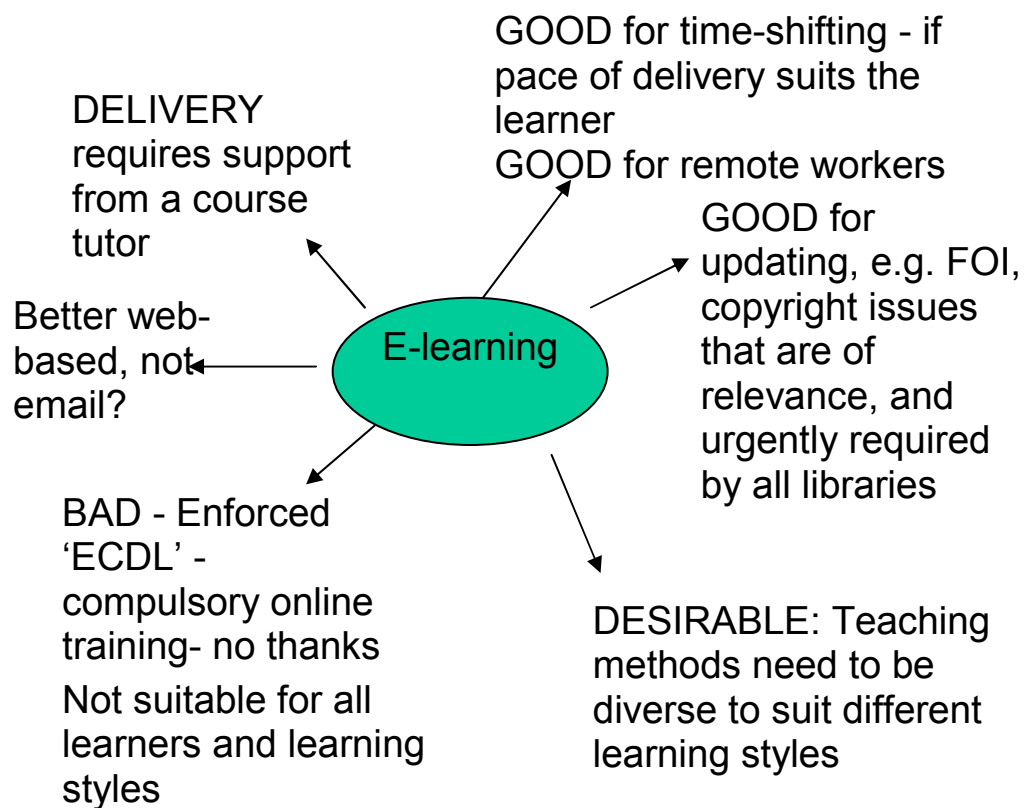 GOOD for time-shifting - if
pace of delivery suits the
learner
GOOD for remote workers
DELIVERY
requires support
from a course
tutor
GOOD for
updating, e.g. FOI,
copyright issues
that are of
relevance, and
urgently required
by all libraries
Better web-
based, not
email?
E-learning
BAD - Enforced
‘ECDL’ -
compulsory online
training- no thanks
Not suitable for all
learners and learning
styles
DESIRABLE: Teaching
methods need to be
diverse to suit different
learning styles